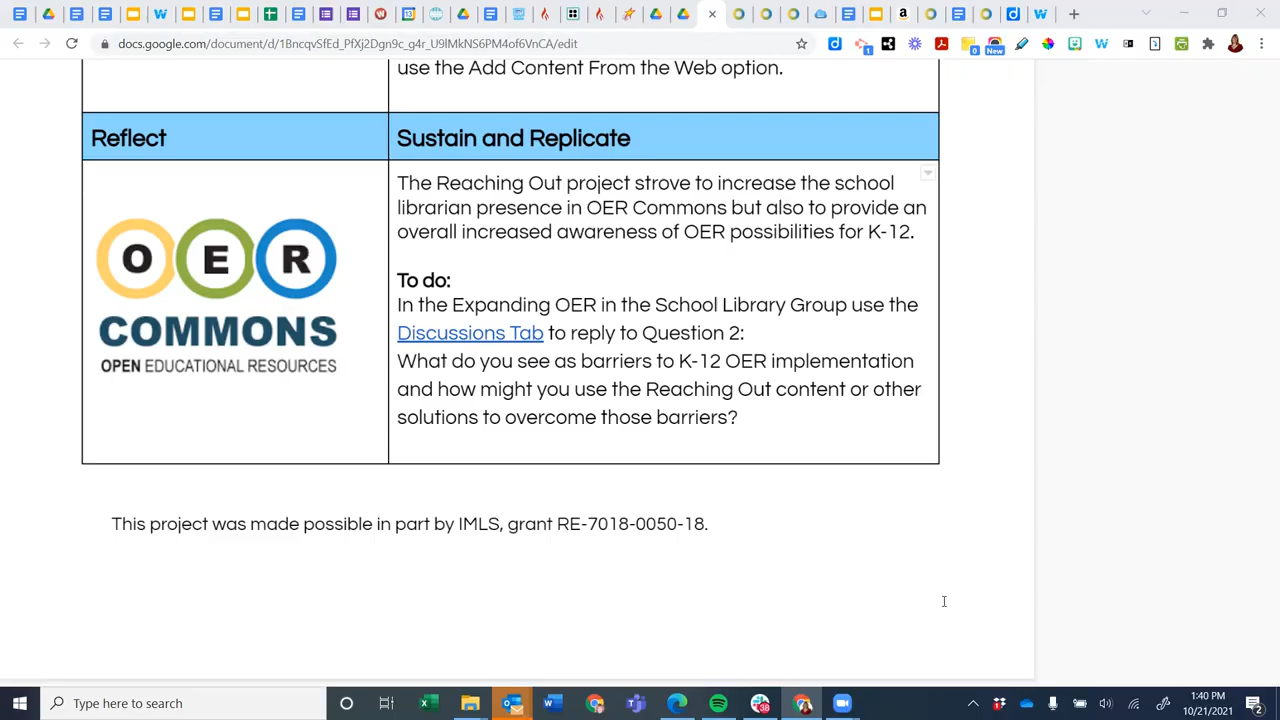 docs.google.com/document/d/
use the Add Content From the Web option.
Reflect
Sustain and Replicate
The Reaching Out project strove to increase the school
librarian presence in OER Commons but also to provide an
overall increased awareness of OER possibilities for K-12.
To do:
In the Expanding OER in the School Library Group use the
Discussions Tab to reply to Question 2:
What do you see as barriers to K-12 OER implementation
and how might you use the Reaching Out content or other
solutions to overcome those barriers?
O E R
COMMONS
OPEN EDUCATIONAL RESOURCES
This project was made possible in part by IMLS, grant RE-7018-0050-18.
Type here to search
1:40 PM
10/21/2021